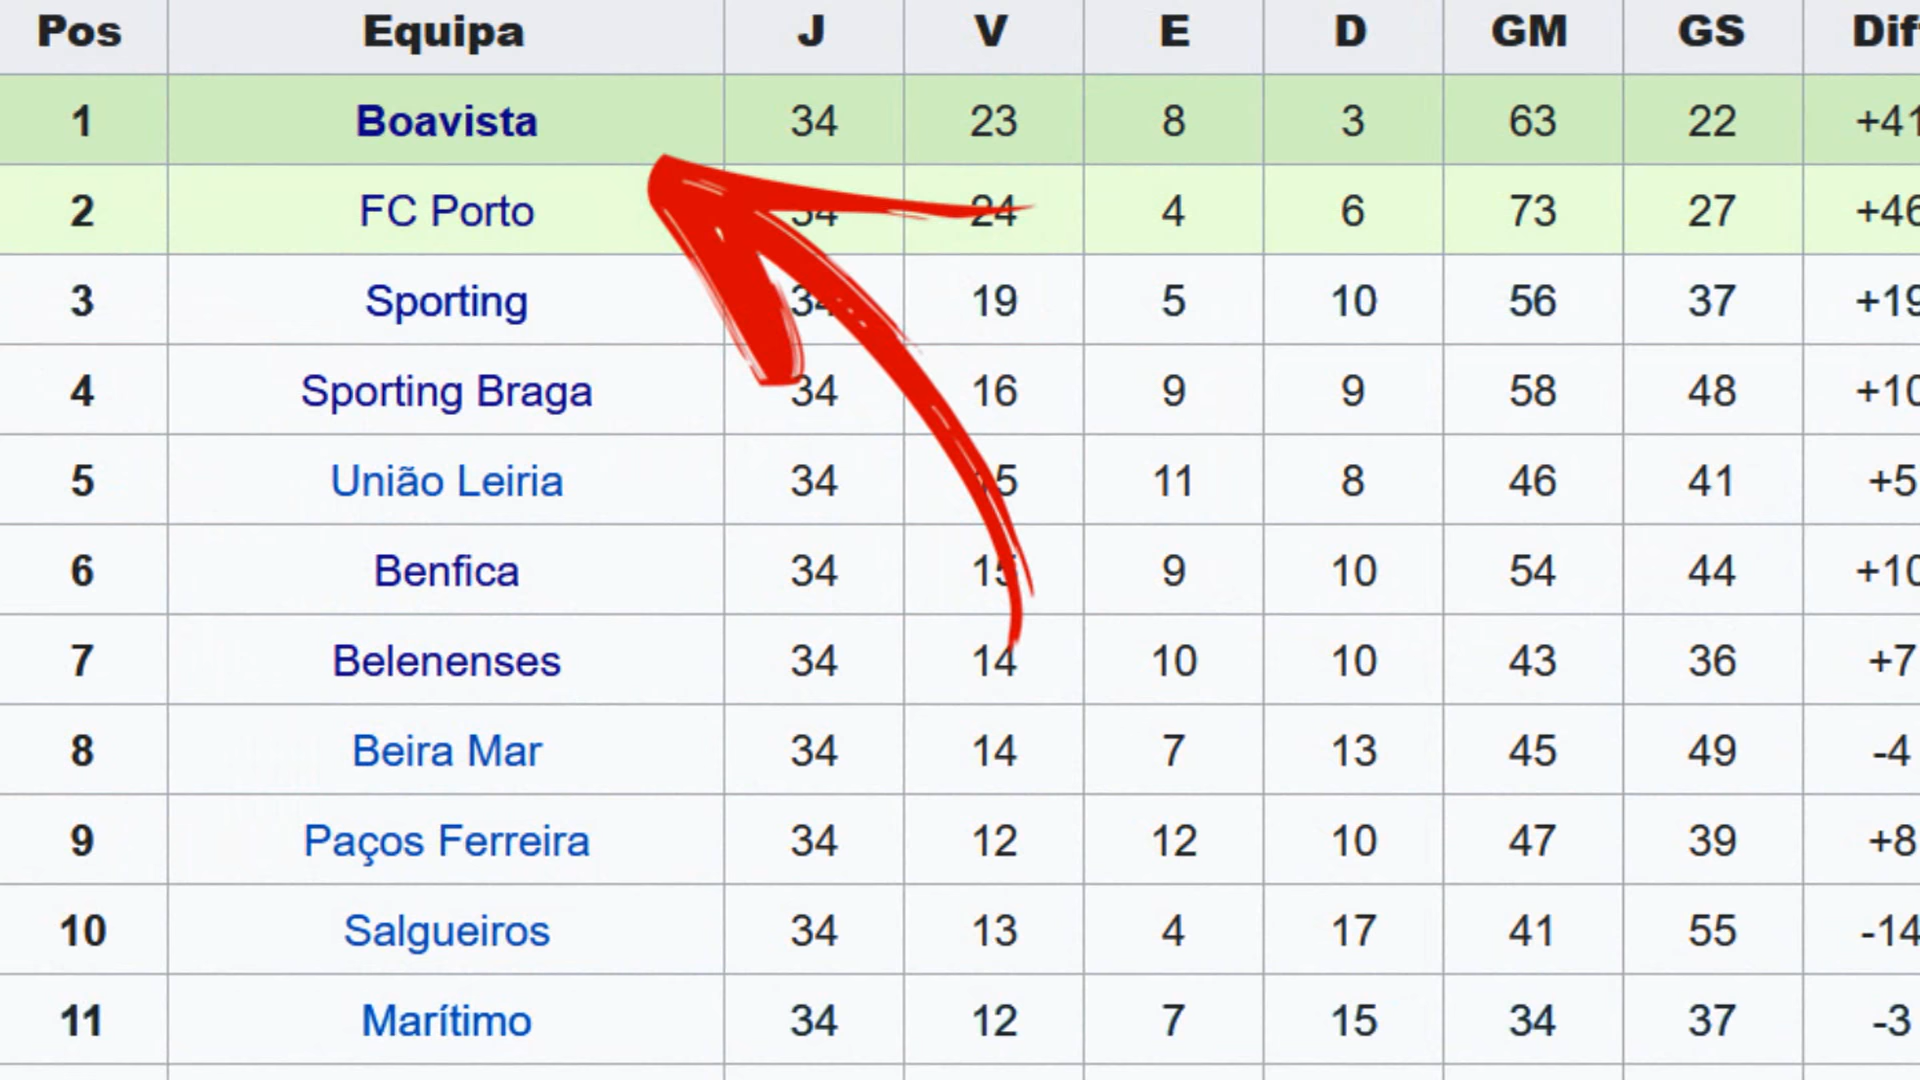 Pos Equipa J V E D GM GS Dif
1 Boavista 34 23 8 3 63 22 +41
2 FC Porto 34 24 4 6 73 27 +46
3 Sporting 34 19 5 10 56 37 +19
4 Sporting Braga 34 16 9 9 58 48 +10
5 União Leiria 34 15 11 8 46 41 +5
6 Benfica 34 15 9 10 54 44 +10
7 Belenenses 34 14 10 10 43 36 +7
8 Beira Mar 34 14 7 13 45 49 -4
9 Paços Ferreira 34 12 12 10 47 39 +8
10 Salgueiros 34 13 4 17 41 55 -14
11 Marítimo 34 12 7 15 34 37 -3